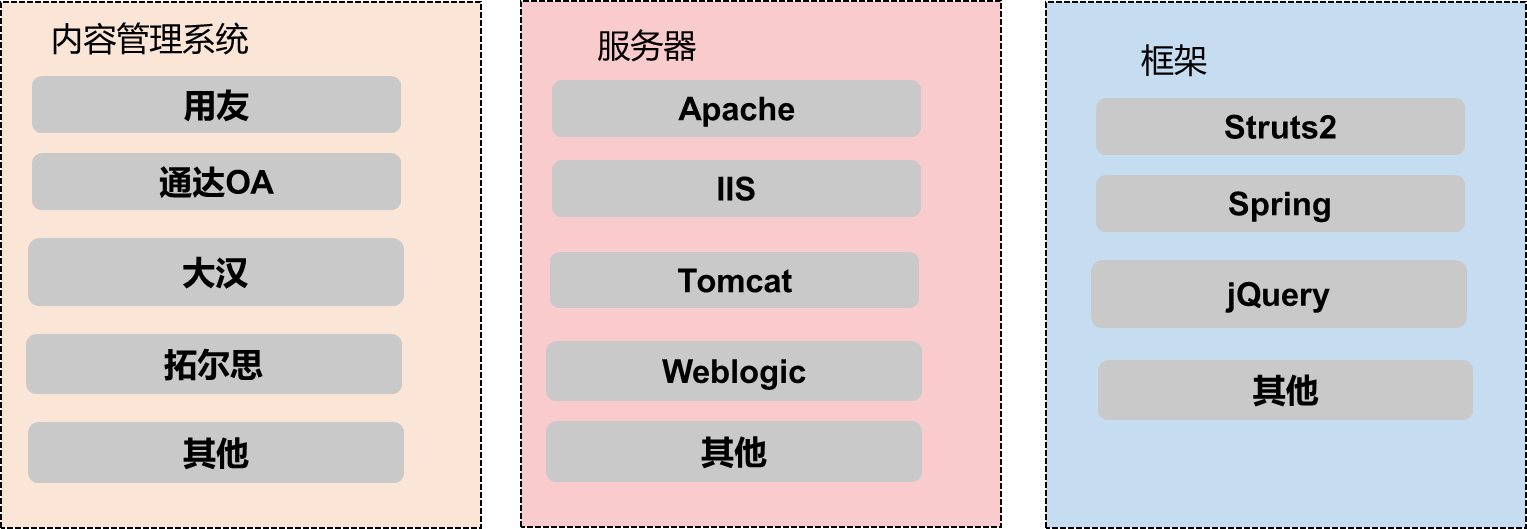 内容管理系统
用友
通达OA
大汉
拓尔思
其他
服务器
Apache
IIS
Tomcat
Weblogic
其他
框架
Struts2
Spring
jQuery
其他